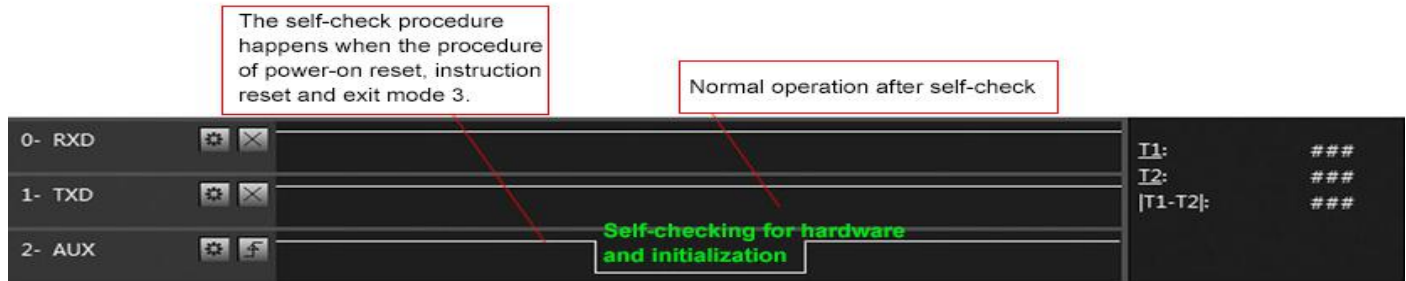 The self-check procedure
happens when the procedure
of power-on reset, instruction
reset and exit mode 3.
Normal operation after self-check
0- RXD
T1: ###
T2: ###
1- TXD
|T1-T2|: ###
Self-checking for hardware
2- AUX
and initialization